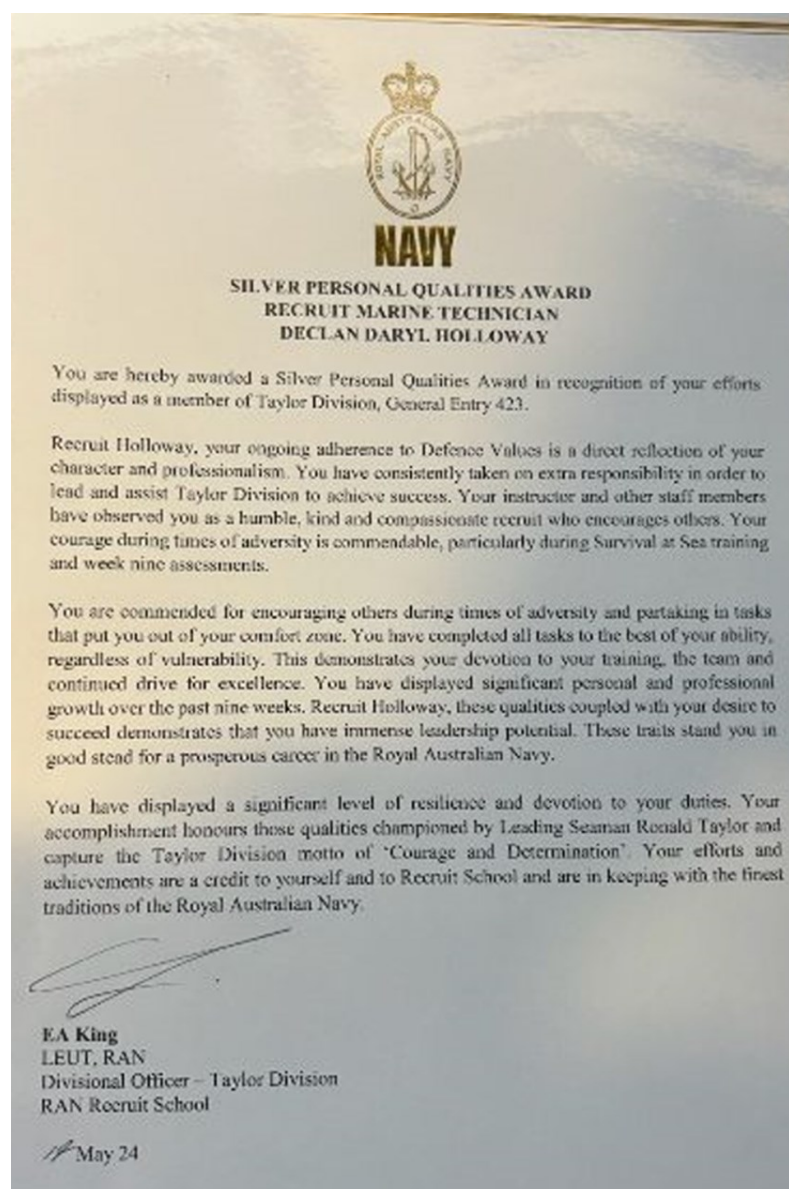 ROYAL AUSTRALIAN NAVY
NAVY
SILVER PERSONAL QUALITIES AWARD
RECRUIT MARINE TECHNICIAN
DECLAN DARYL HOLLOWAY
You are hereby awarded a Silver Personal Qualities Award in recognition of your efforts
displayed as a member of Taylor Division, General Entry 423.
Recruit Holloway, your ongoing adherence to Defence Values is a direct reflection of your
character and professionalism. You have consistently taken on extra responsibility in order to
lead and assist Taylor Division to achieve success. Your instructor and other staff members
have observed you as a humble, kind and compassionate recruit who encourages others. Your
courage during times of adversity is commendable, particularly during Survival at Sea training
and week nine assessments.
You are commended for encouraging others during times of adversity and partaking in tasks
that put you out of your comfort zone. You have completed all tasks to the best of your ability,
regardless of vulnerability. This demonstrates your devotion to your training, the team and
continued drive for excellence. You have displayed significant personal and professional
growth over the past nine weeks. Recruit Holloway, these qualities coupled with your desire to
succeed demonstrates that you have immense leadership potential. These traits stand you in
good stead for a prosperous career in the Royal Australian Navy.
You have displayed a significant level of resilience and devotion to your duties. Your
accomplishment honours those qualities championed by Leading Seaman Ronald Taylor and
capture the Taylor Division motto of 'Courage and Determination'. Your efforts and
achievements are a credit to yourself and to Recruit School and are in keeping with the finest
traditions of the Royal Australian Navy.
EA King
LEUT, RAN
Divisional Officer – Taylor Division
RAN Recruit School
May 24